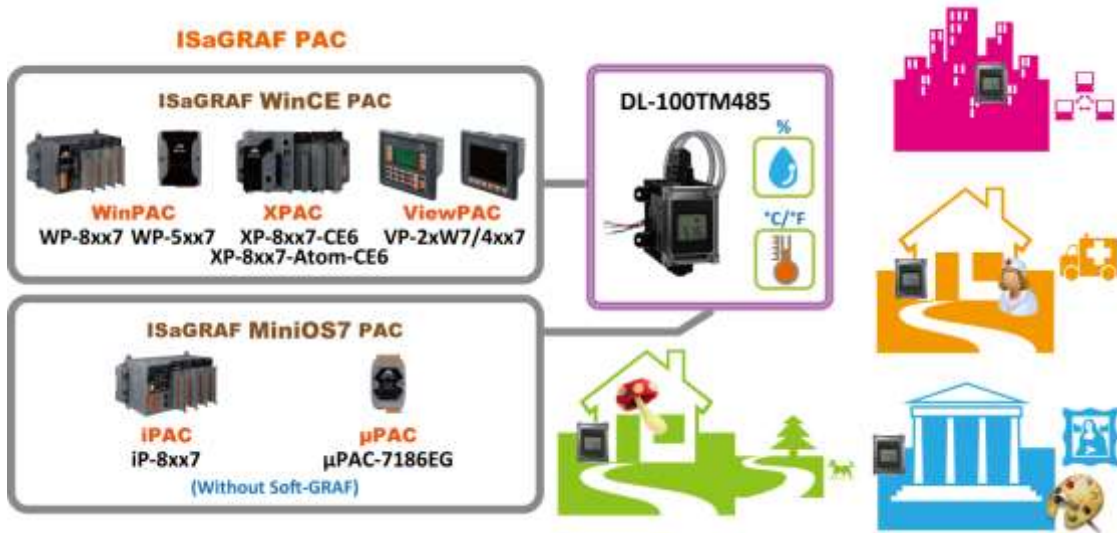 ISaGRAF PAC
ISaGRAF WinCE PAC
WinPAC
WP-8xx7 WP-5xx7
XPAC
XP-8xx7-CE6
XP-8xx7-Atom-CE6
ViewPAC
VP-2xW7/4xx7
ISaGRAF MiniOS7 PAC
iPAC
iP-8xx7
µPAC
µPAC-7186EG
(Without Soft-GRAF)
DL-100TM485
%
°C/°F